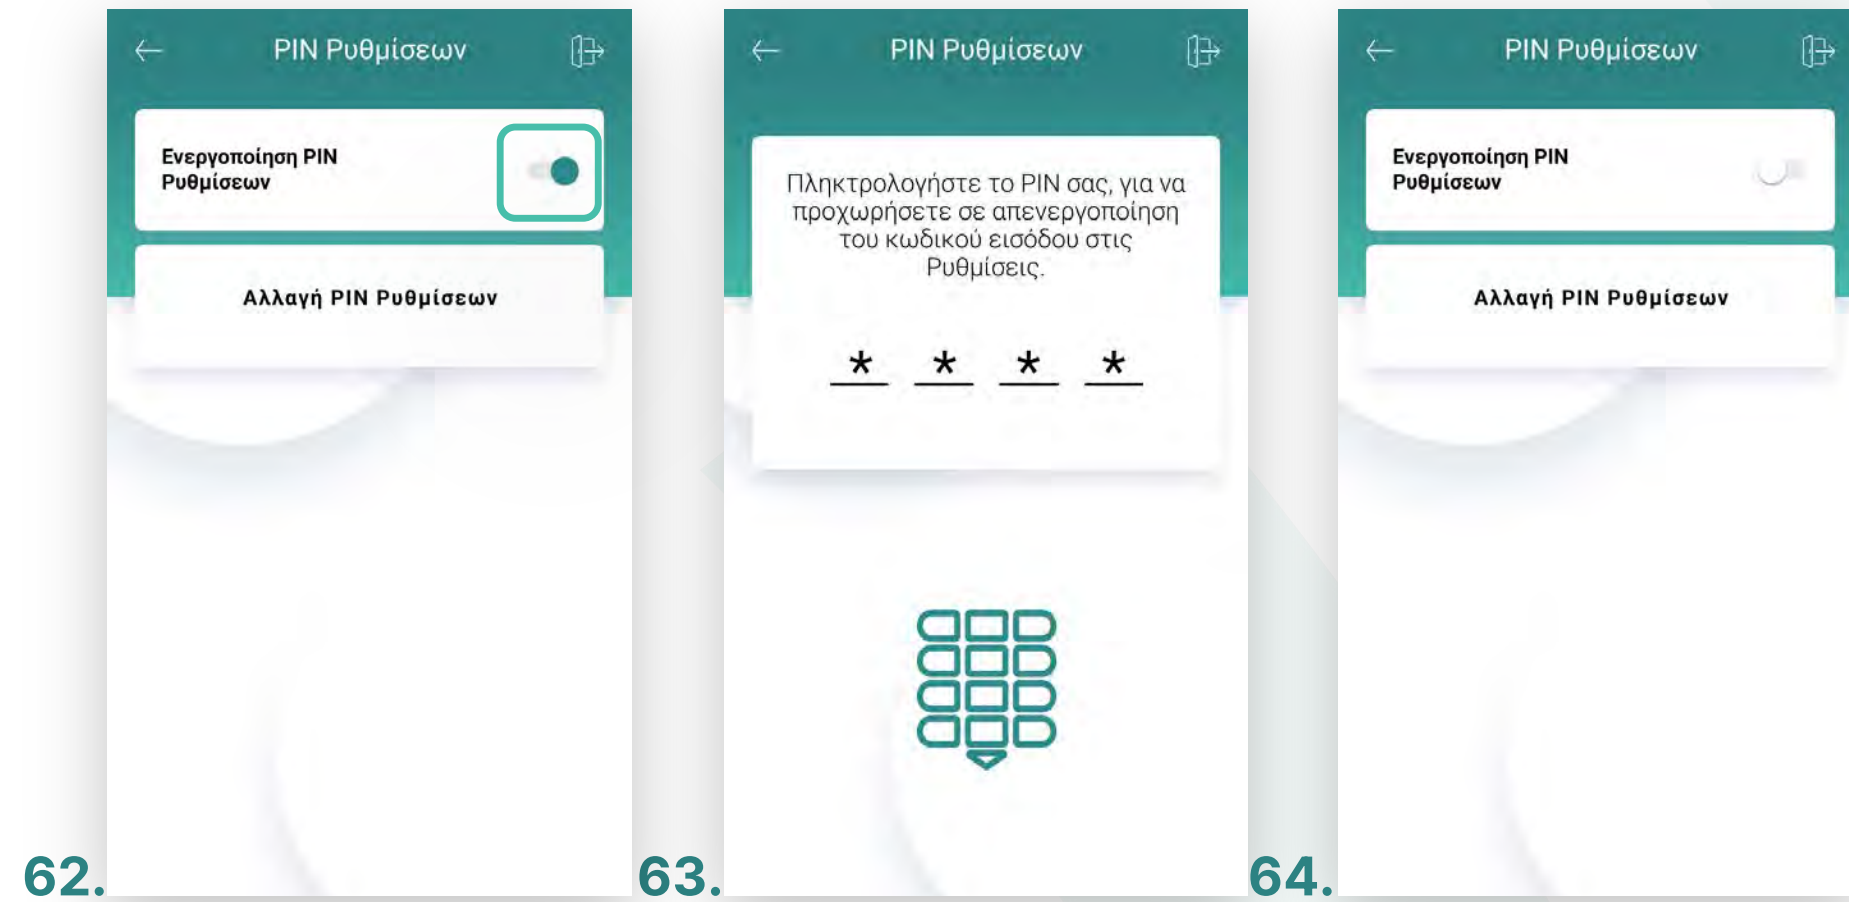 PIN Ρυθμίσεων
Ενεργοποίηση PIN
Ρυθμίσεων
Αλλαγή PIN Ρυθμίσεων
62.
PIN Ρυθμίσεων
Πληκτρολογήστε το PIN σας, για να
προχωρήσετε σε απενεργοποίηση
του κωδικού εισόδου στις
Ρυθμίσεις.
* * * *
63.
PIN Ρυθμίσεων
Ενεργοποίηση PIN
Ρυθμίσεων
Αλλαγή PIN Ρυθμίσεων
64.